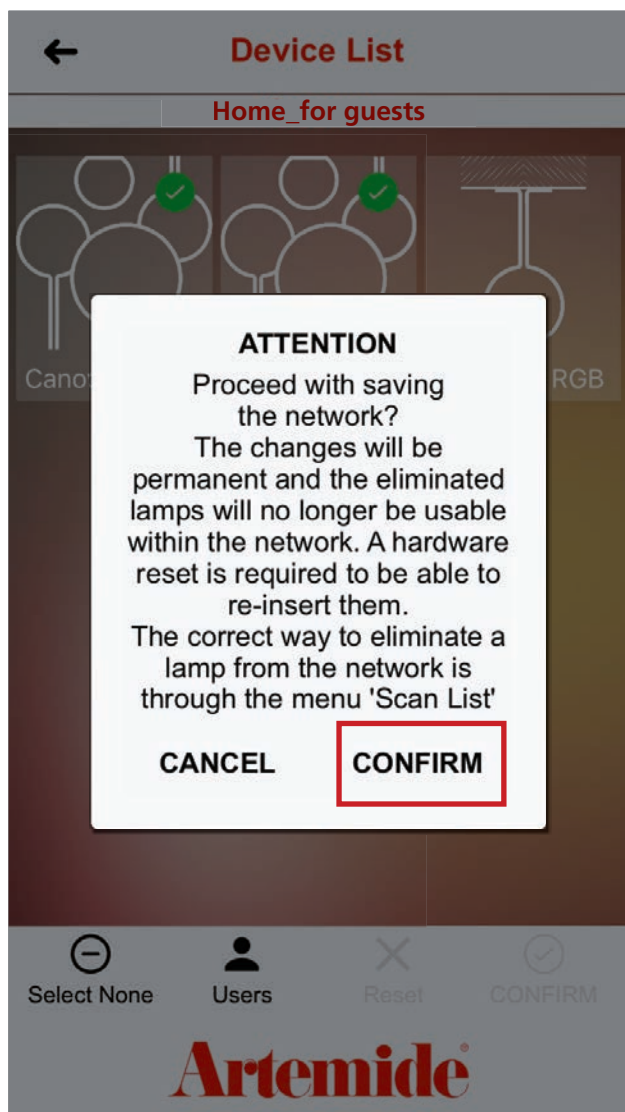 Device List
Home_for guests
RGB
ATTENTION
Proceed with saving
the network?
The changes will be
permanent and the eliminated
lamps will no longer be usable
within the network. A hardware
reset is required to be able to
re-insert them.
The correct way to eliminate a
lamp from the network is
through the menu 'Scan List'
CANCEL CONFIRM
Select None Users Reset CONFIRM
Artemide